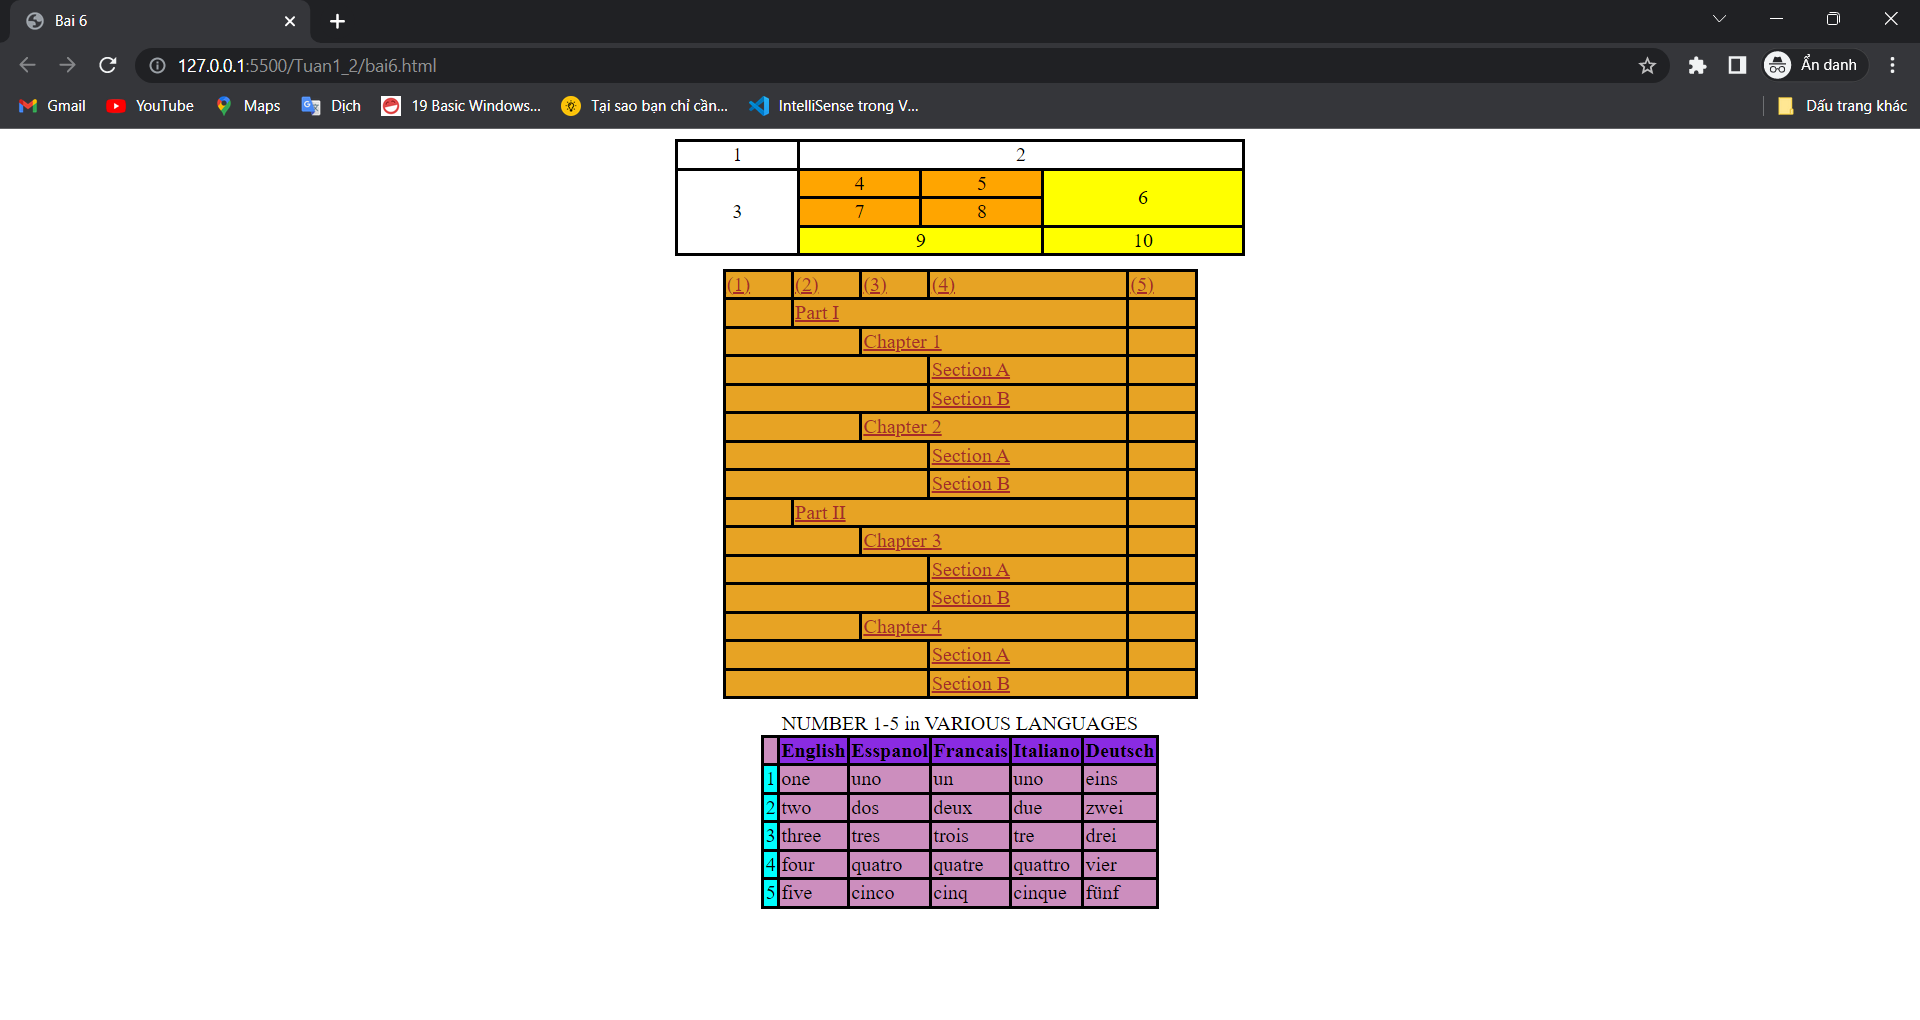 Bai 6
127.0.0.1:5500/Tuan1_2/bai6.html
Ẩn danh
Gmail YouTube Maps Dịch 19 Basic Windows... Tại sao bạn chỉ cần... IntelliSense trong V... Dấu trang khác
1 2
3 4 5 6
7 8
9 10
(1) (2) (3) (4) (5)
Part I
Chapter 1
Section A
Section B
Chapter 2
Section A
Section B
Part II
Chapter 3
Section A
Section B
Chapter 4
Section A
Section B
NUMBER 1-5 in VARIOUS LANGUAGES
English Esspanol Francais Italiano Deutsch
1 one uno un uno eins
2 two dos deux due zwei
3 three tres trois tre drei
4 four quatro quatre quattro vier
5 five cinco cinq cinque fünf